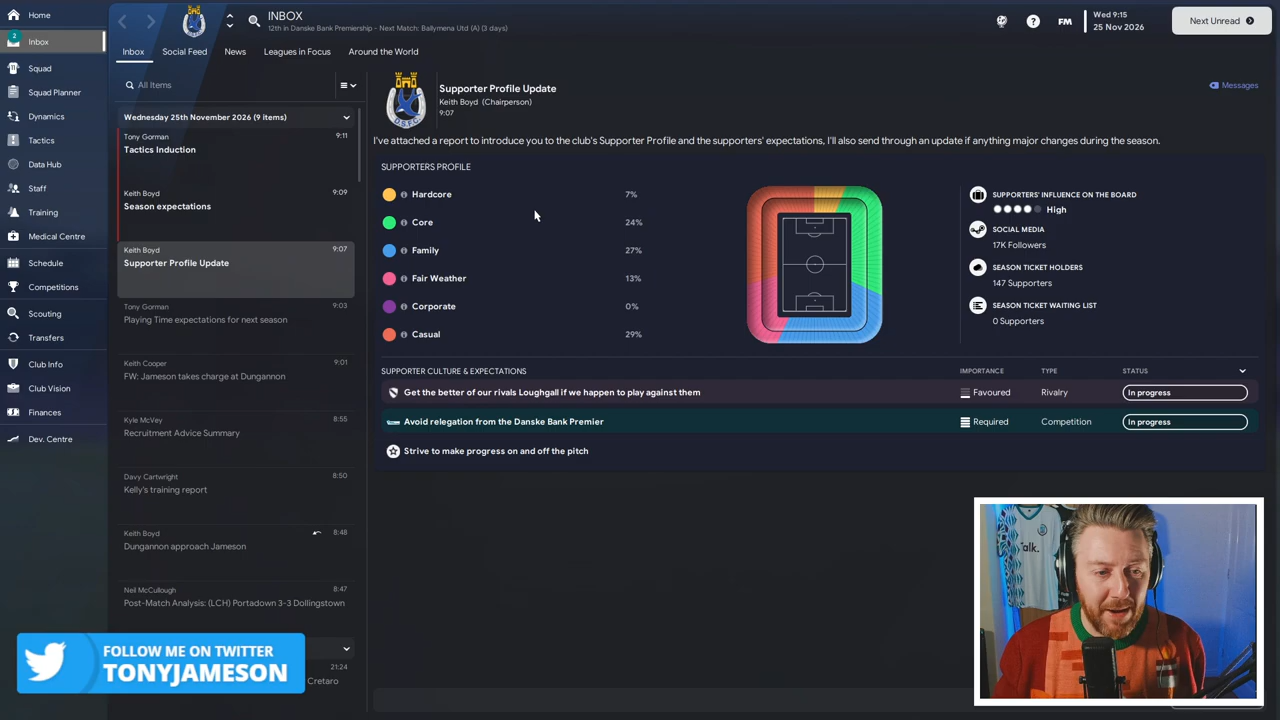 Home
Inbox
2
Squad
Squad Planner
Dynamics
Tactics
Data Hub
Staff
Training
Medical Centre
Schedule
Competitions
Scouting
Transfers
Club Info
Club Vision
Finances
Dev. Centre
INBOX
12th in Danske Bank Premiership - Next Match: Ballymena Utd (A) (3 days)
FM
Wed 9:15
25 Nov 2026
Next Unread
Inbox
Social Feed
News
Leagues in Focus
Around the World
All Items
Wednesday 25th November 2026 (9 items)
Tony Gorman
9:11
Tactics Induction
Keith Boyd
9:09
Season expectations
Keith Boyd
9:07
Supporter Profile Update
Tony Gorman
9:03
Playing Time expectations for next season
Keith Cooper
9:01
FW: Jameson takes charge at Dungannon
Kyle McVey
8:55
Recruitment Advice Summary
Davy Cartwright
8:50
Kelly's training report
Keith Boyd
8:48
Dungannon approach Jameson
Neil McCullough
8:47
Post-Match Analysis: (LCH) Portadown 3-3 Dollingstown
21:24
Cretaro
Supporter Profile Update
Keith Boyd (Chairperson)
9:07
Messages
I've attached a report to introduce you to the club's Supporter Profile and the supporters' expectations, I'll also send through an update if anything major changes during the season.
SUPPORTERS PROFILE
Hardcore 7%
Core 24%
Family 27%
Fair Weather 13%
Corporate 0%
Casual 29%
SUPPORTERS' INFLUENCE ON THE BOARD
High
SOCIAL MEDIA
17K Followers
SEASON TICKET HOLDERS
147 Supporters
SEASON TICKET WAITING LIST
0 Supporters
SUPPORTER CULTURE & EXPECTATIONS
IMPORTANCE
TYPE
STATUS
Get the better of our rivals Loughgall if we happen to play against them
Favoured
Rivalry
In progress
Avoid relegation from the Danske Bank Premier
Required
Competition
In progress
Strive to make progress on and off the pitch
FOLLOW ME ON TWITTER
TONYJAMESON
Talk.